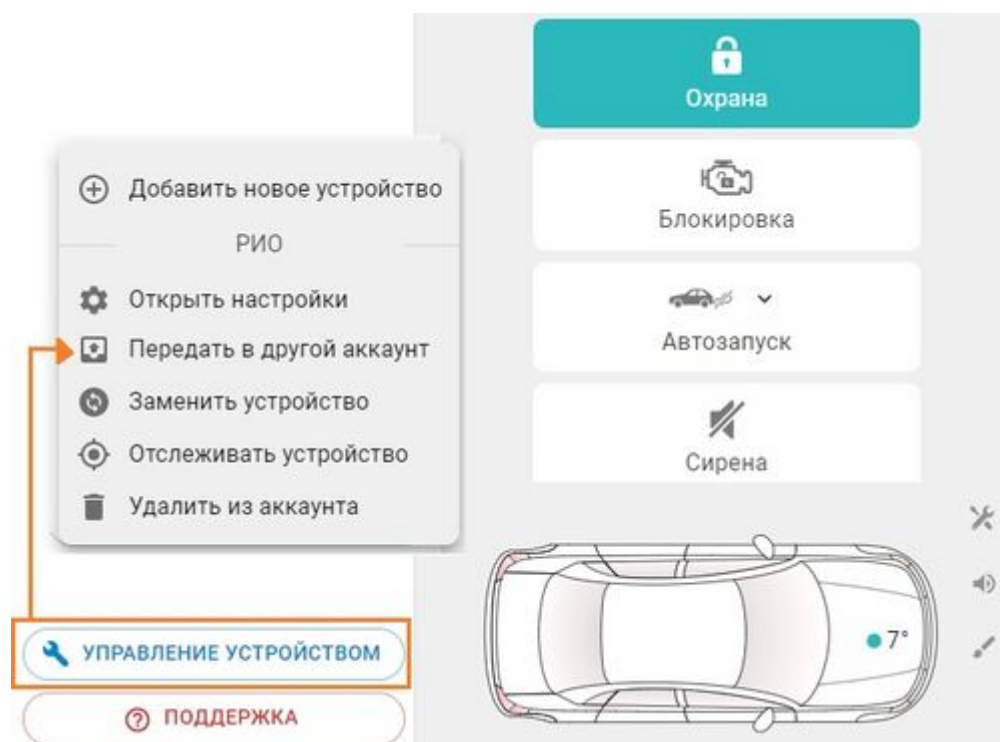 Добавить новое устройство
РИО
Открыть настройки
Передать в другой аккаунт
Заменить устройство
Отслеживать устройство
Удалить из аккаунта
УПРАВЛЕНИЕ УСТРОЙСТВОМ
ПОДДЕРЖКА
Охрана
Блокировка
Автозапуск
Сирена
7°